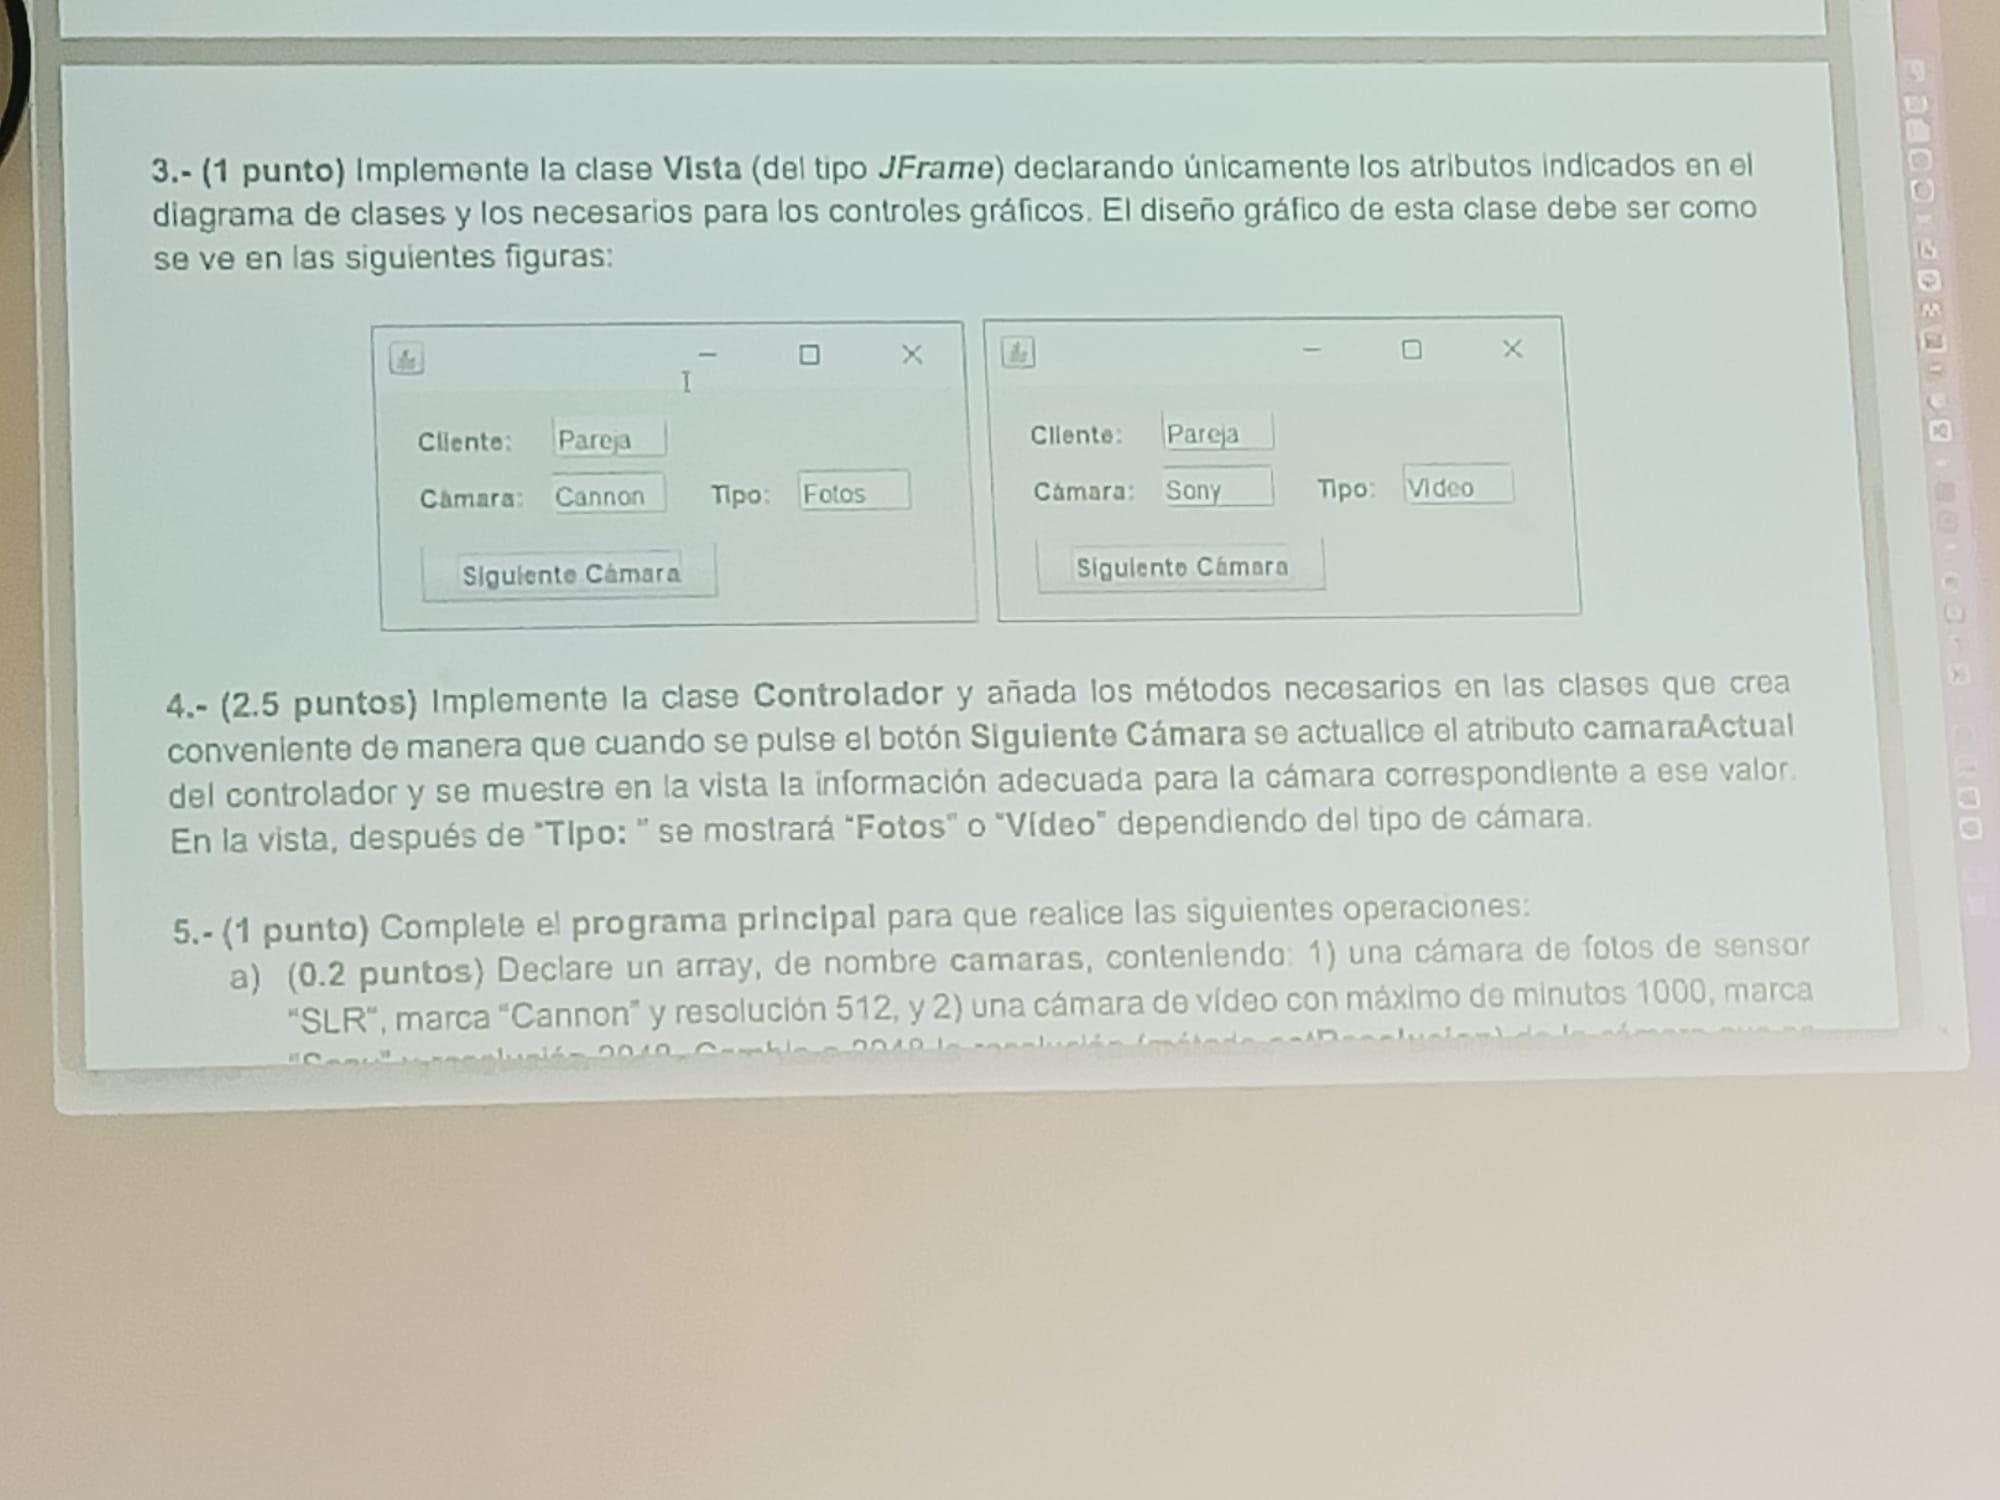 3.- (1 punto) Implemente la clase Vista (del tipo JFrame) declarando únicamente los atributos indicados en el
diagrama de clases y los necesarios para los controles gráficos. El diseño gráfico de esta clase debe ser como
se ve en las siguientes figuras:
Cliente: Pareja
Cámara: Cannon Tipo: Fotos
Siguiente Cámara
Cliente: Pareja
Cámara: Sony Tipo: Video
Siguiente Cámara
4.- (2.5 puntos) Implemente la clase Controlador y añada los métodos necesarios en las clases que crea
conveniente de manera que cuando se pulse el botón Siguiente Cámara se actualice el atributo camaraActual
del controlador y se muestre en la vista la información adecuada para la cámara correspondiente a ese valor.
En la vista, después de "Tipo: " se mostrará "Fotos" o "Vídeo" dependiendo del tipo de cámara.
5.- (1 punto) Complete el programa principal para que realice las siguientes operaciones:
a) (0.2 puntos) Declare un array, de nombre camaras, conteniendo: 1) una cámara de fotos de sensor
"SLR", marca "Cannon" y resolución 512, y 2) una cámara de vídeo con máximo de minutos 1000, marca